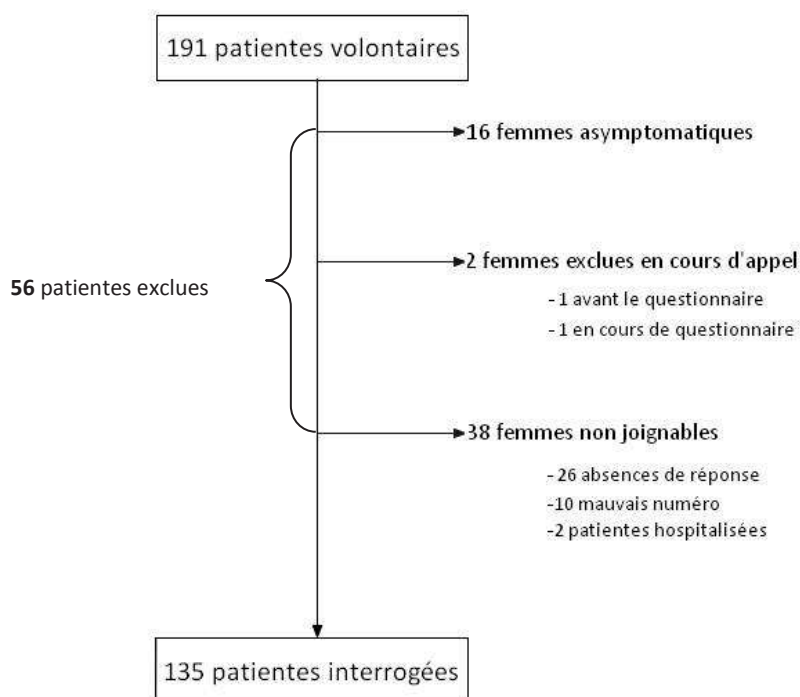 191 patientes volontaires
16 femmes asymptomatiques
2 femmes exclues en cours d'appel
- 1 avant le questionnaire
- 1 en cours de questionnaire
56 patientes exclues
38 femmes non joignables
- 26 absences de réponse
- 10 mauvais numéro
- 2 patientes hospitalisées
135 patientes interrogées